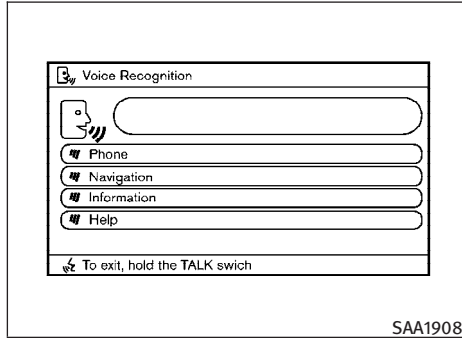 Voice Recognition
Phone
Navigation
Information
Help
To exit, hold the TALK swich
SAA1908